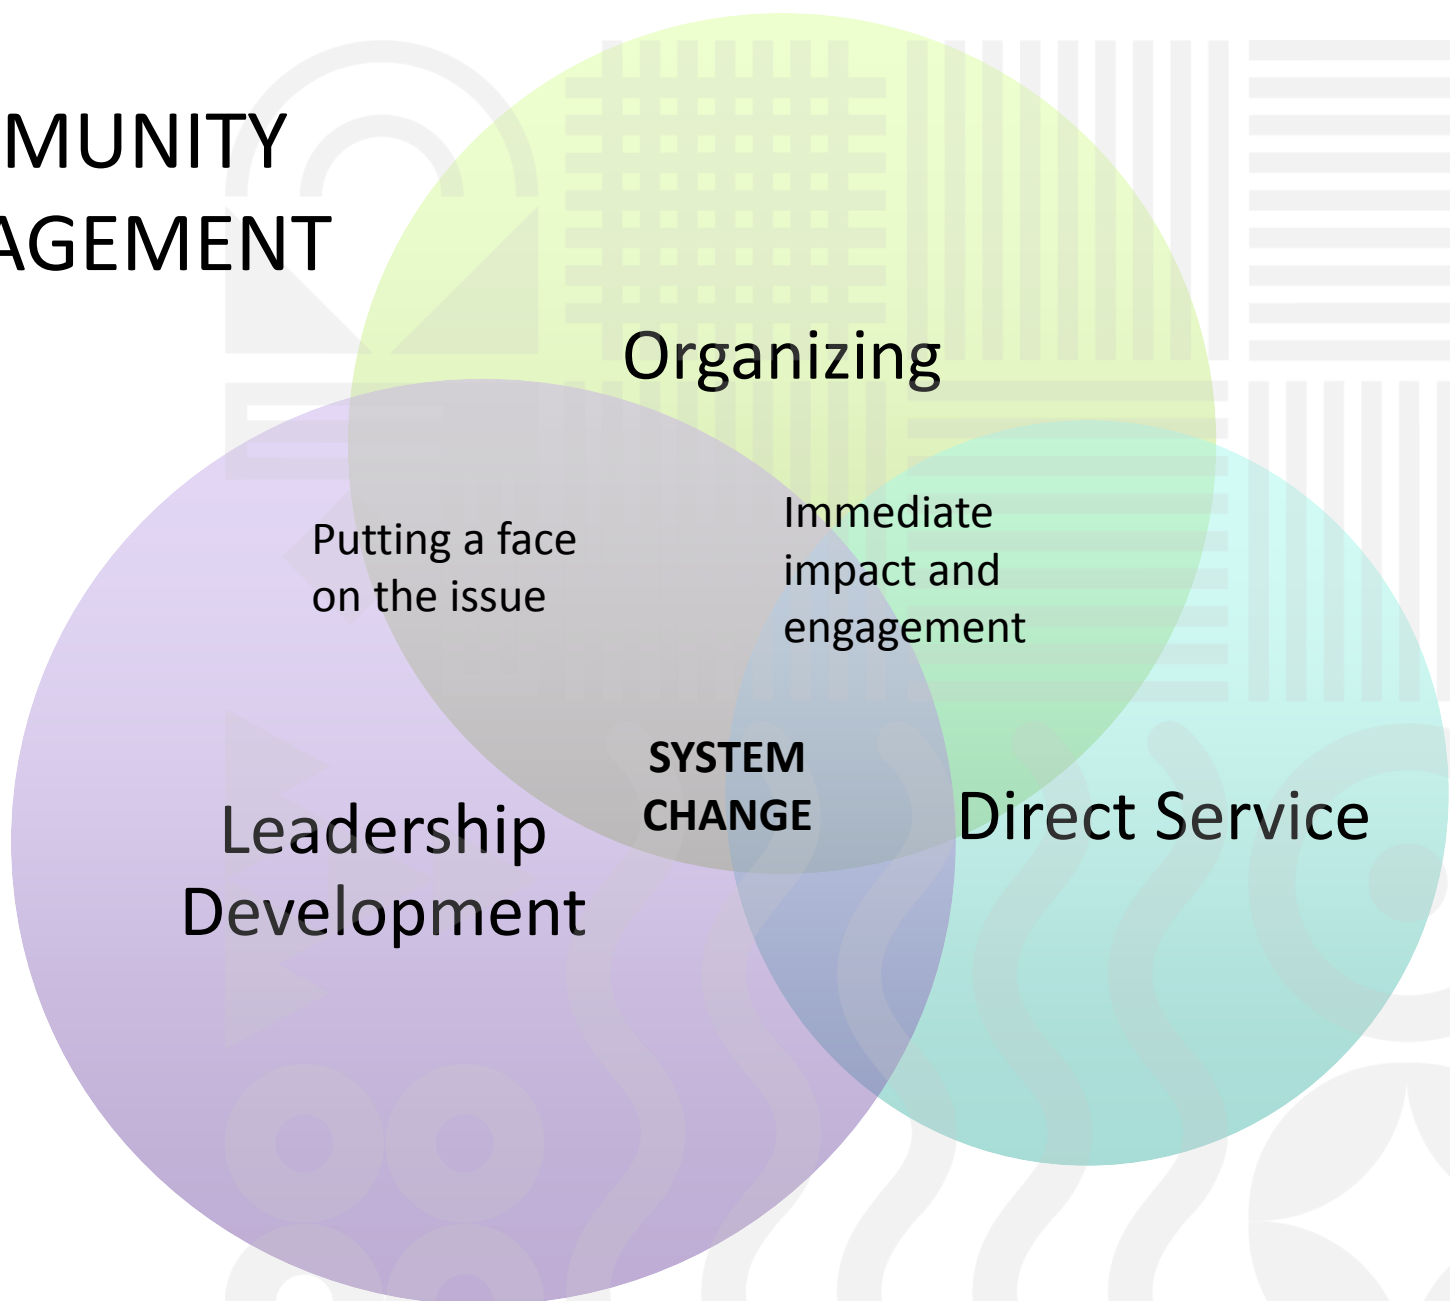 MUNITY
AGEMENT
Organizing
Immediate
impact and
engagement
Putting a face
on the issue
SYSTEM
CHANGE
Direct Service
Leadership
Development